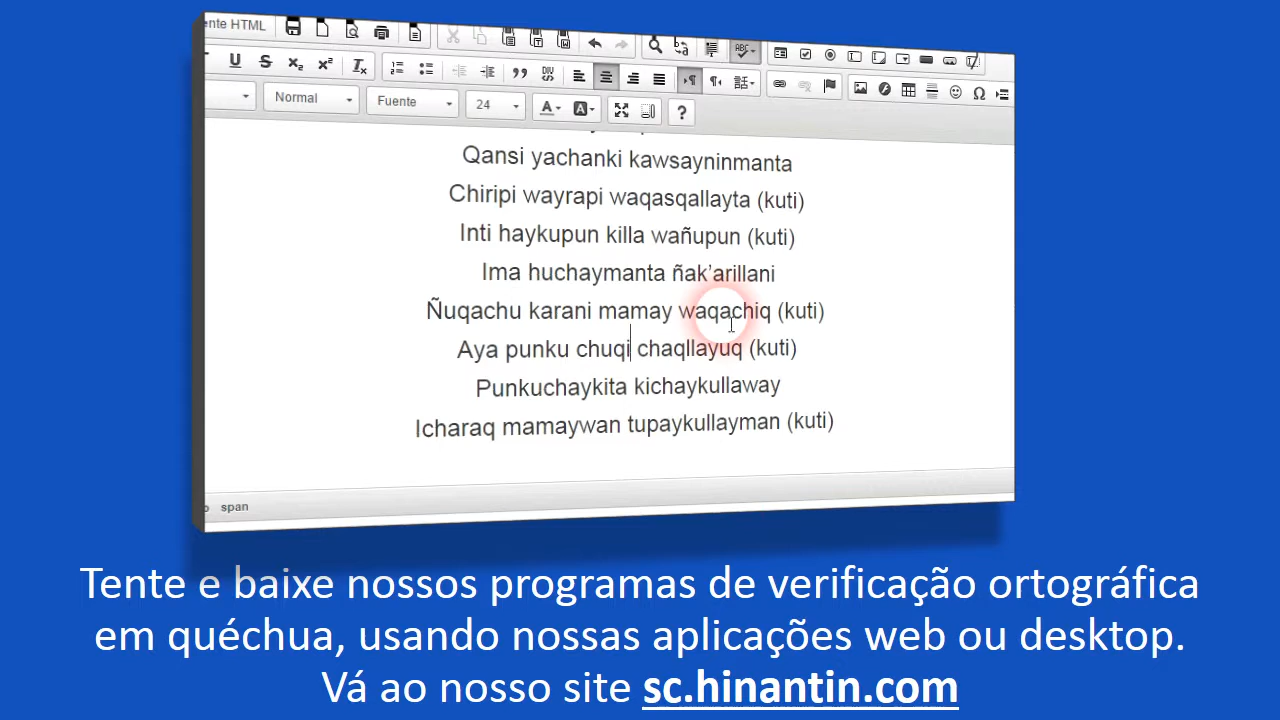 ente HTML
Normal Fuente 24
Qansi yachanki kawsayninmanta
Chiripi wayrapi waqasqallayta (kuti)
Inti haykupun killa wañupun (kuti)
Ima huchaymanta ñak'arillani
Ñuqachu karani mamay waqachiq (kuti)
Aya punku chuqi chaqllayuq (kuti)
Punkuchaykita kichaykullaway
Icharaq mamaywan tupaykullayman (kuti)
span
Tente e baixe nossos programas de verificação ortográfica
em quéchua, usando nossas aplicações web ou desktop.
Vá ao nosso site sc.hinantin.com